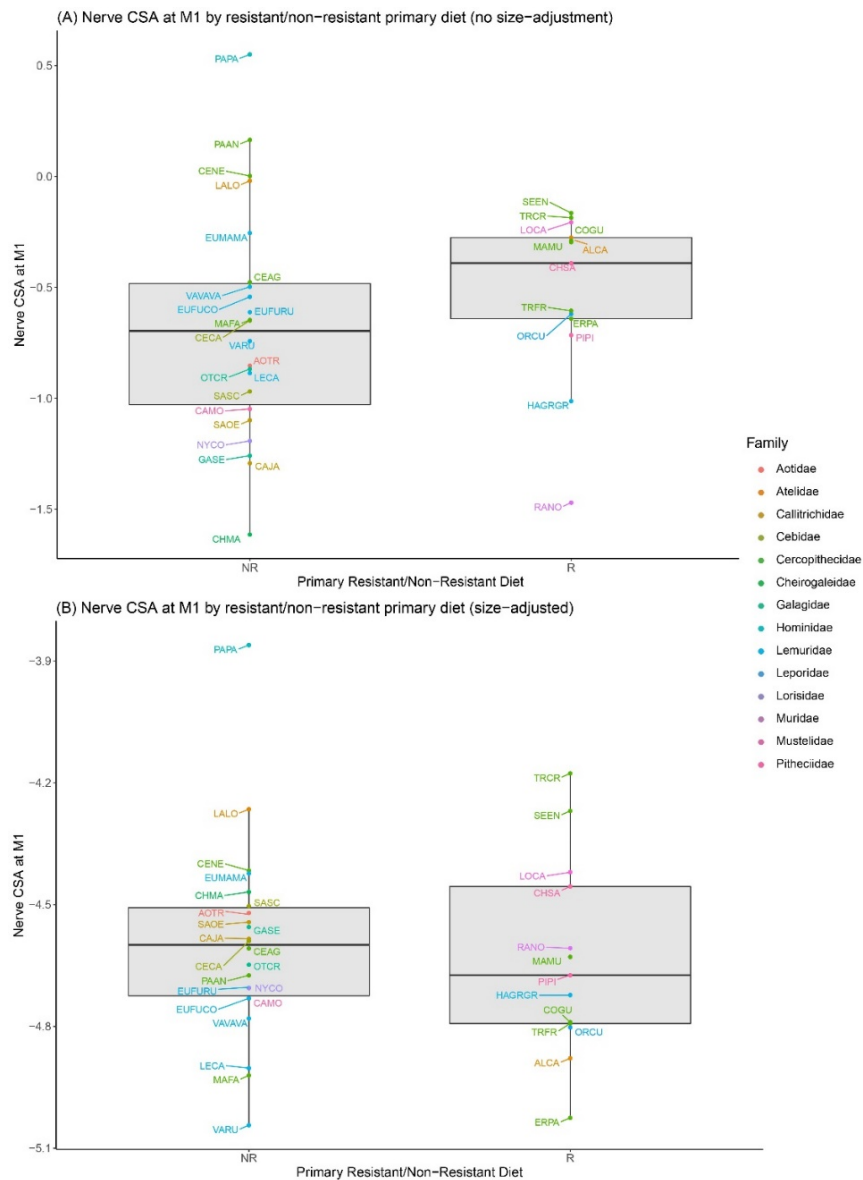 (A) Nerve CSA at M1 by resistant/non−resistant primary diet (no size−adjustment)
0.5
0.0
−0.5
−1.0
−1.5
Nerve CSA at M1
PAPA
PAAN
CENE
LALO
EUMAMA
CEAG
VAVAVA
EUFUCO
EUFURU
MAFA
CECA
VARU
AOTR
OTCR
LECA
SASC
CAMO
SAOE
NYCO
GASE
CAJA
CHMA
SEEN
TRCR
LOCA
COGU
MAMU
ALCA
CHSA
TRFR
ERPA
ORCU
PIPI
HAGRGR
RANO
NR
R
Primary Resistant/Non−Resistant Diet
Family
Aotidae
Atelidae
Callitrichidae
Cebidae
Cercopithecidae
Cheirogaleidae
Galagidae
Hominidae
Lemuridae
Leporidae
Lorisidae
Muridae
Mustelidae
Pitheciidae
(B) Nerve CSA at M1 by resistant/non−resistant primary diet (size−adjusted)
−3.9
−4.2
−4.5
−4.8
−5.1
Nerve CSA at M1
PAPA
LALO
CENE
EUMAMA
CHMA
SASC
AOTR
SAOE
GASE
CAJA
CEAG
CECA
OTCR
PAAN
EUFURU
NYCO
EUFUCO
CAMO
VAVAVA
LECA
MAFA
VARU
TRCR
SEEN
LOCA
CHSA
RANO
MAMU
PIPI
HAGRGR
COGU
TRFR
ORCU
ALCA
ERPA
NR
R
Primary Resistant/Non−Resistant Diet